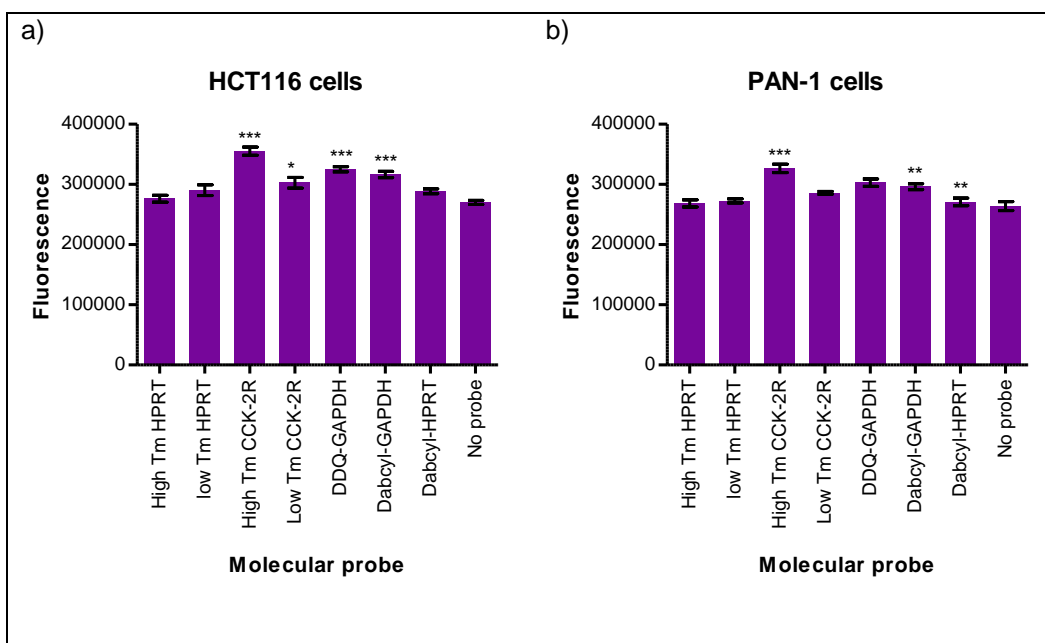 a)
HCT116 cells
Fluorescence
400000
300000
200000
100000
0
***
*
***
***
High Tm HPRT
low Tm HPRT
High Tm CCK-2R
Low Tm CCK-2R
DDQ-GAPDH
Dabcyl-GAPDH
Dabcyl-HPRT
No probe
Molecular probe
b)
PAN-1 cells
Fluorescence
400000
300000
200000
100000
0
***
**
**
High Tm HPRT
low Tm HPRT
High Tm CCK-2R
Low Tm CCK-2R
DDQ-GAPDH
Dabcyl-GAPDH
Dabcyl-HPRT
No probe
Molecular probe